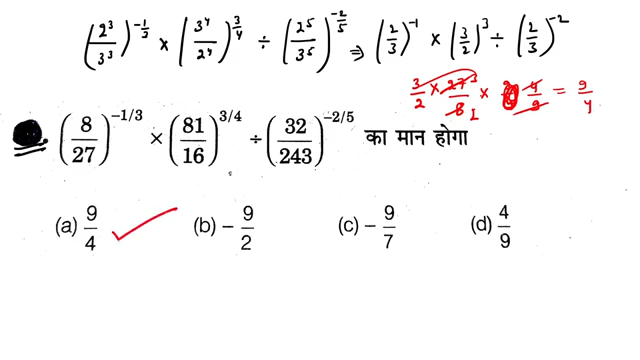 (2³/3³)^(-1/3) × (3⁴/2⁴)^(3/4) ÷ (2⁵/3⁵)^(-2/5) ⇒ (2/3)^-1 × (3/2)^3 ÷ (2/3)^-2
3/2 × 27/8 × 4/9 = 9/4
(8/27)^(-1/3) × (81/16)^(3/4) ÷ (32/243)^(-2/5) का मान होगा
(a) 9/4 (b) – 9/2 (c) – 9/7 (d) 4/9